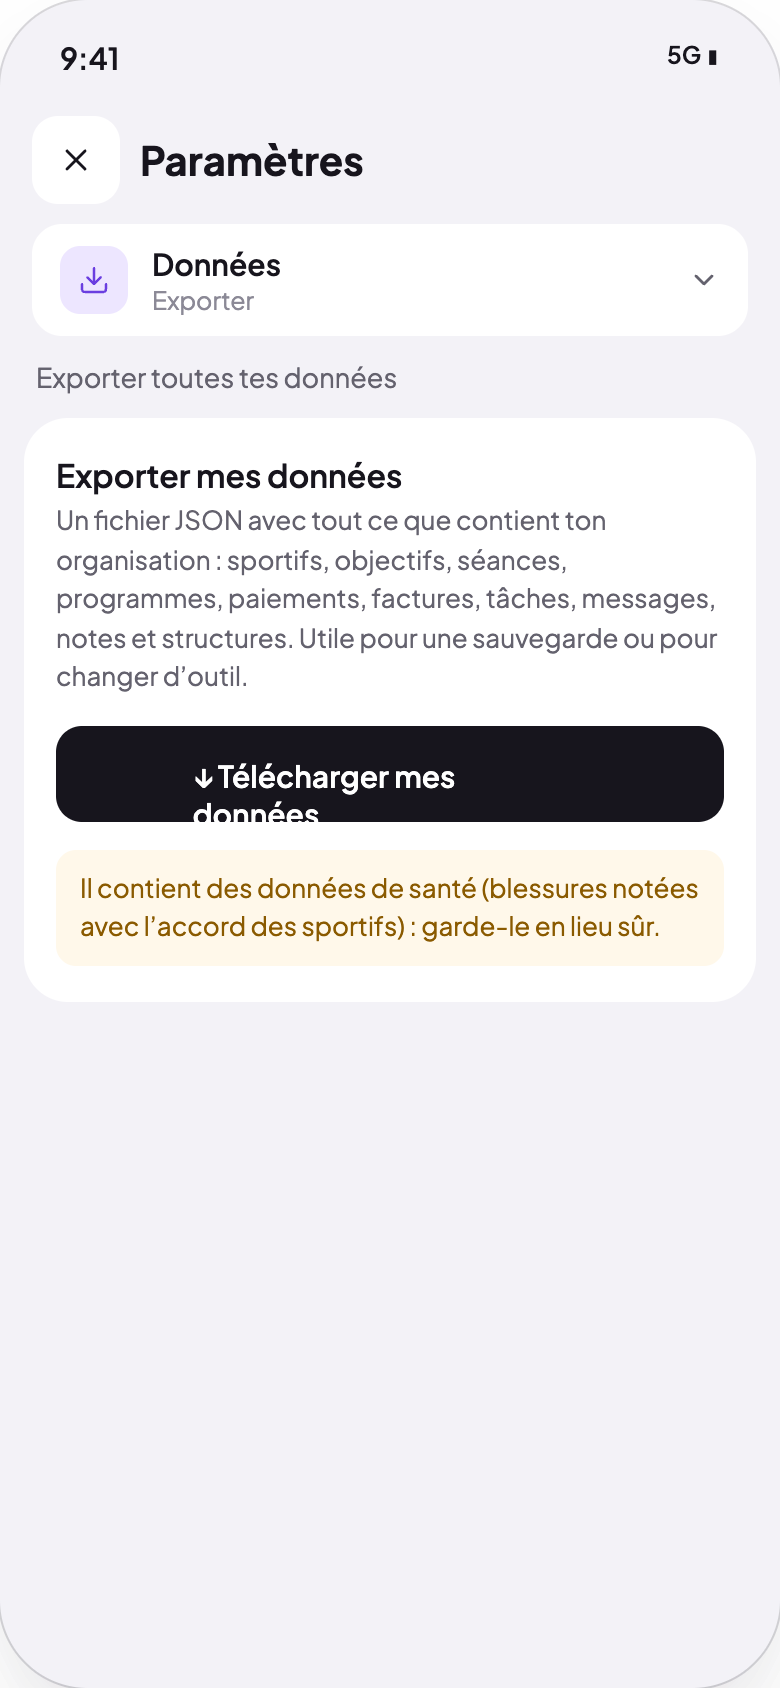 9:41
5G
Paramètres
Données
Exporter
Exporter toutes tes données
Exporter mes données
Un fichier JSON avec tout ce que contient ton
organisation : sportifs, objectifs, séances,
programmes, paiements, factures, tâches, messages,
notes et structures. Utile pour une sauvegarde ou pour
changer d’outil.
↓ Télécharger mes
données
Il contient des données de santé (blessures notées
avec l’accord des sportifs) : garde-le en lieu sûr.